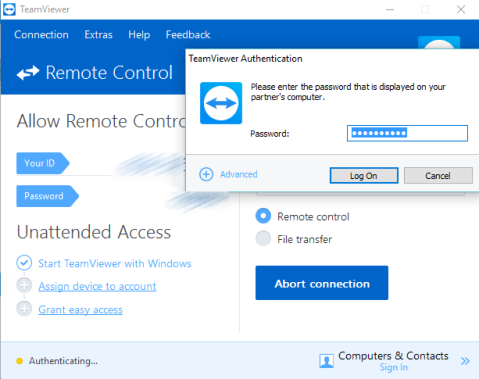 TeamViewer
Connection Extras Help Feedback
Remote Control
TeamViewer Authentication
Please enter the password that is displayed on your
partner's computer.
Password:
Advanced
Log On
Cancel
Allow Remote Contro
Your ID
Password
Unattended Access
Start TeamViewer with Windows
Assign device to account
Grant easy access
Remote control
File transfer
Abort connection
Authenticating...
Computers & Contacts
Sign In